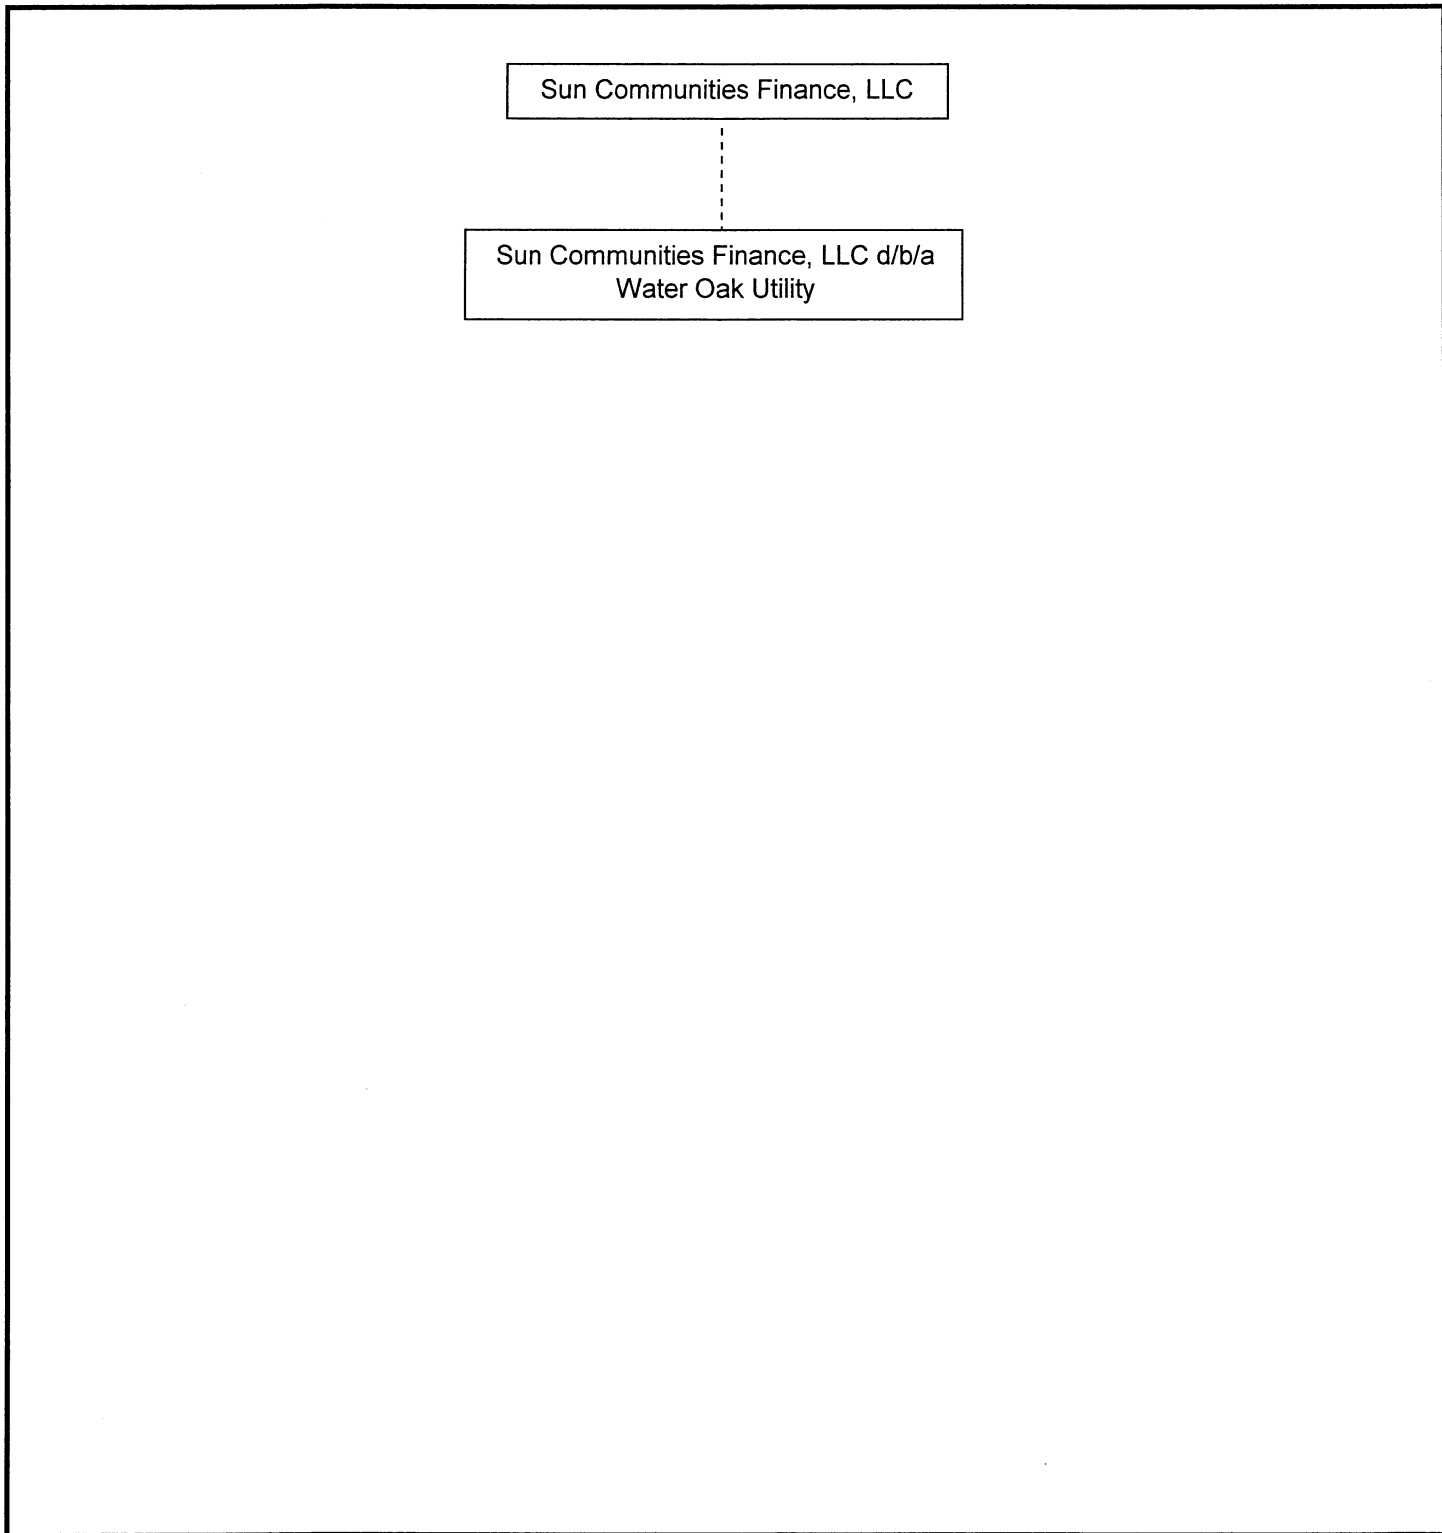 Sun Communities Finance, LLC
Sun Communities Finance, LLC d/b/a
Water Oak Utility